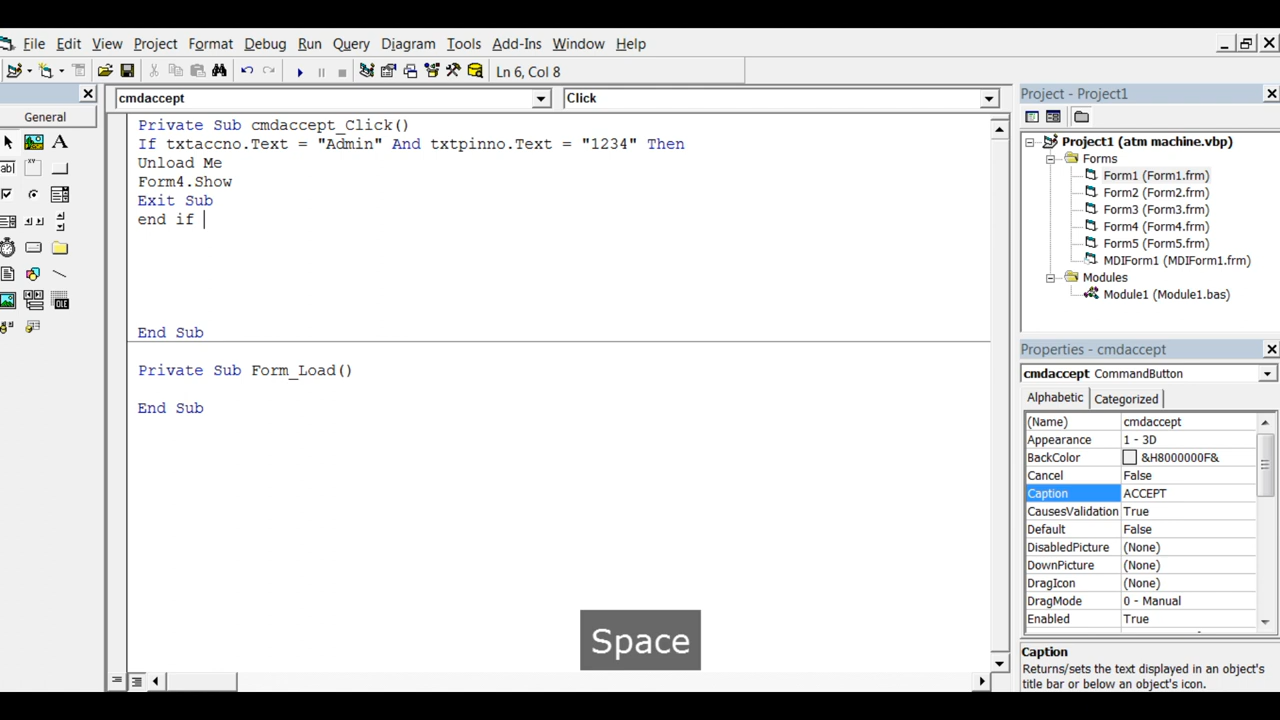 File Edit View Project Format Debug Run Query Diagram Tools Add-Ins Window Help
Ln 6, Col 8
General
A
ab|
xy
OLE
cmdaccept Click
Private Sub cmdaccept_Click()
If txtaccno.Text = "Admin" And txtpinno.Text = "1234" Then
Unload Me
Form4.Show
Exit Sub
end if
End Sub
Private Sub Form_Load()
End Sub
Space
Project - Project1
Project1 (atm machine.vbp)
Forms
Form1 (Form1.frm)
Form2 (Form2.frm)
Form3 (Form3.frm)
Form4 (Form4.frm)
Form5 (Form5.frm)
MDIForm1 (MDIForm1.frm)
Modules
Module1 (Module1.bas)
Properties - cmdaccept
cmdaccept CommandButton
Alphabetic Categorized
(Name) cmdaccept
Appearance 1 - 3D
BackColor &H8000000F&
Cancel False
Caption ACCEPT
CausesValidation True
Default False
DisabledPicture (None)
DownPicture (None)
DragIcon (None)
DragMode 0 - Manual
Enabled True
Caption
Returns/sets the text displayed in an object's
title bar or below an object's icon.